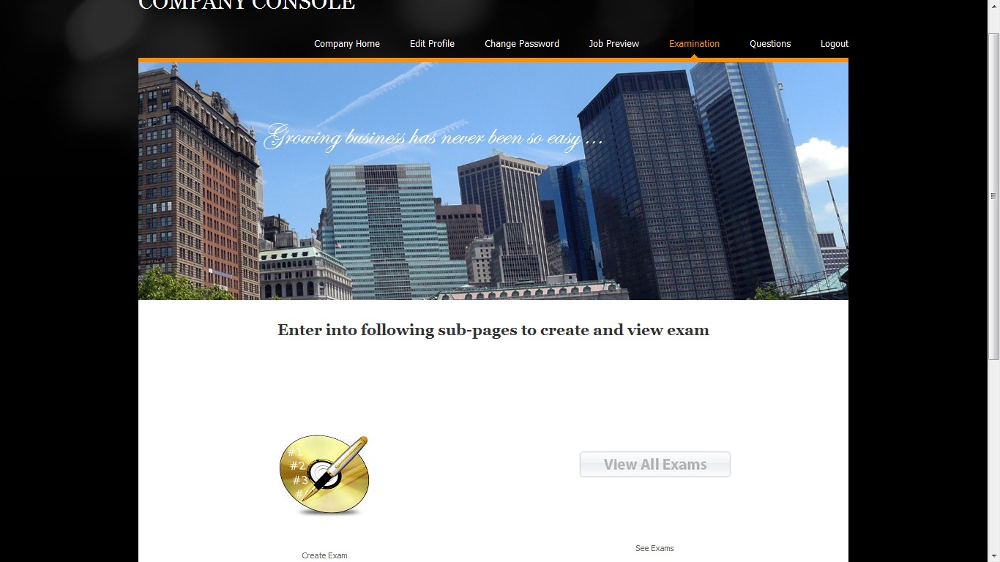 COMPANY CONSOLE
Company Home Edit Profile Change Password Job Preview Examination Questions Logout
Growing business has never been so easy ...
RENTALS
Enter into following sub-pages to create and view exam
#1
#2
#3
View All Exams
See Exams
Create Exam